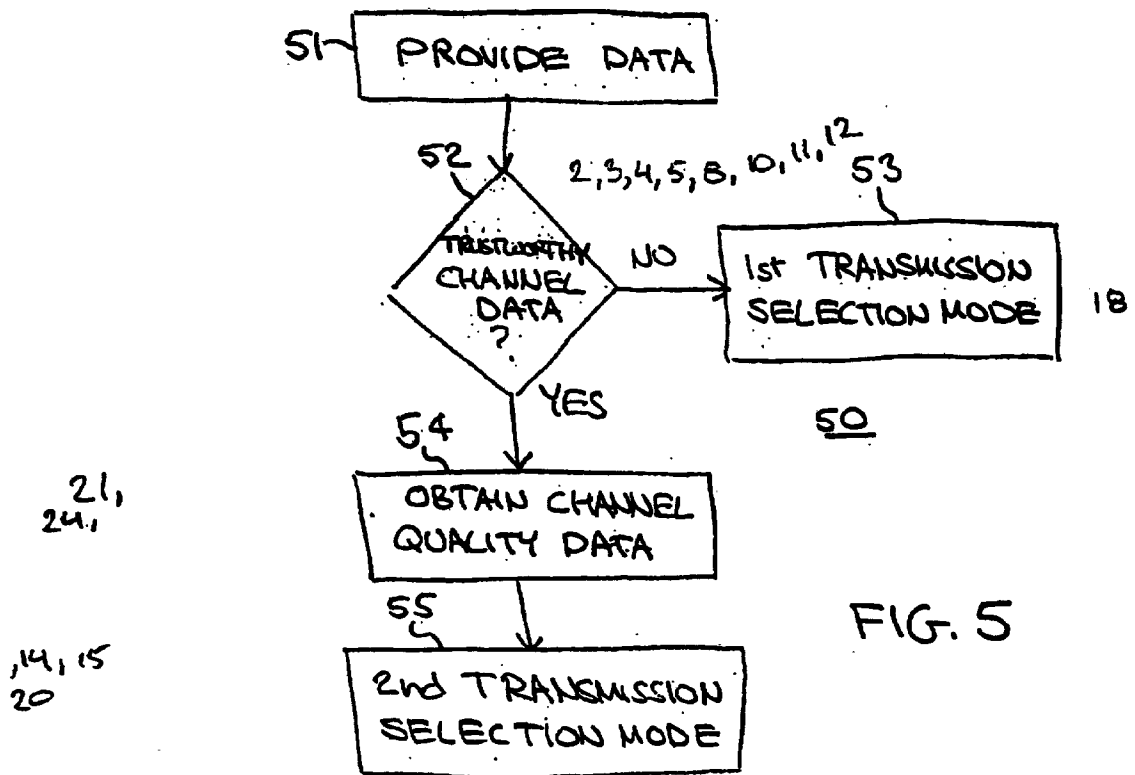 51
PROVIDE DATA
52
2, 3, 4, 5, 8, 10, 11, 12
53
TRUSTWORTHY
CHANNEL
DATA
?
NO
1st TRANSMISSION
SELECTION MODE
18
YES
50
54
21,
24,
OBTAIN CHANNEL
QUALITY DATA
55
FIG. 5
,14, 15
20
2nd TRANSMISSION
SELECTION MODE